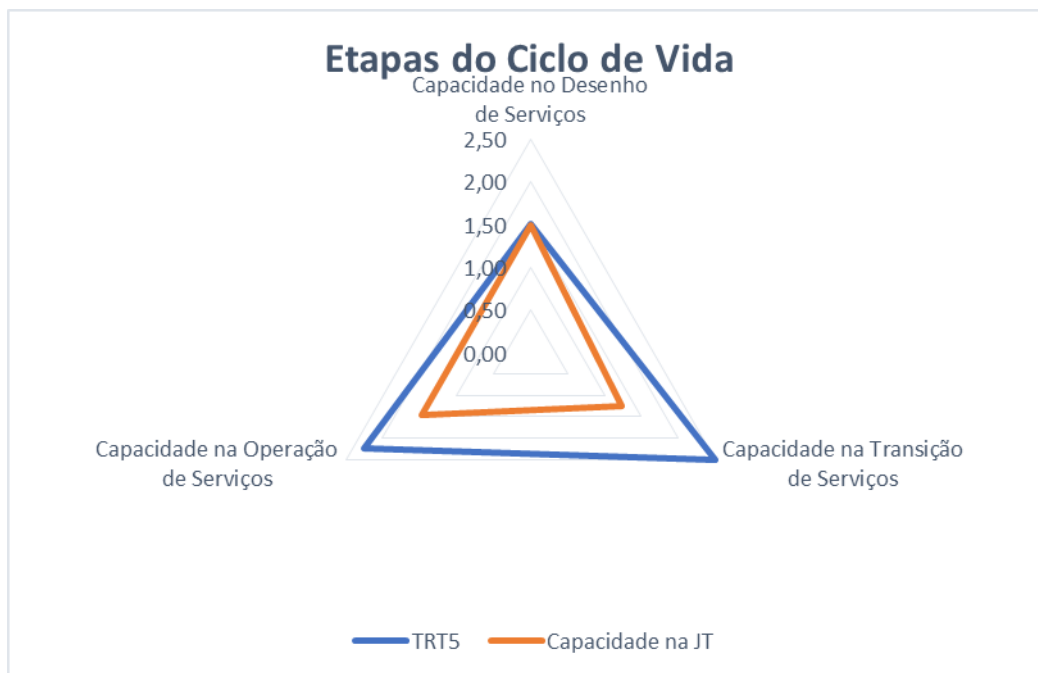 Etapas do Ciclo de Vida
Capacidade no Desenho
de Serviços
2,50
2,00
1,50
1,00
0,50
0,00
Capacidade na Operação
de Serviços
Capacidade na Transição
de Serviços
TRT5
Capacidade na JT